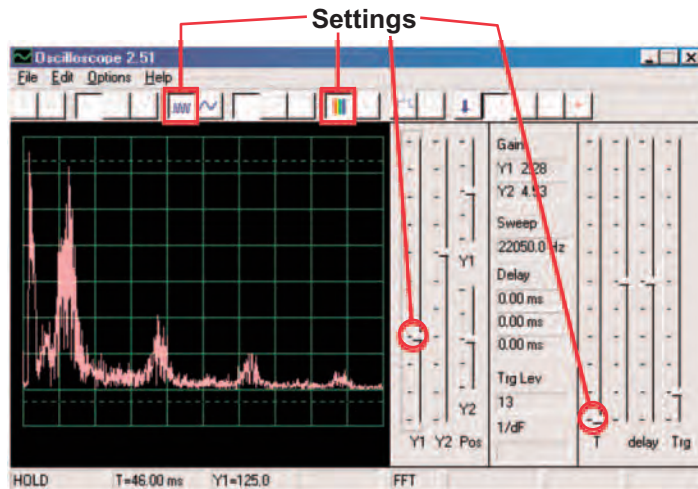 Settings
Oscilloscope 2.51
File Edit Options Help
Gain
Y1 2.28
Y2 4.53
Sweep
22050.0 Hz
Delay
0.00 ms
0.00 ms
0.00 ms
Trg Lev
13
1/dF
Y1
Y2
Y1 Y2 Pos
T delay Trg
HOLD T=46.00 ms Y1=125.0 FFT